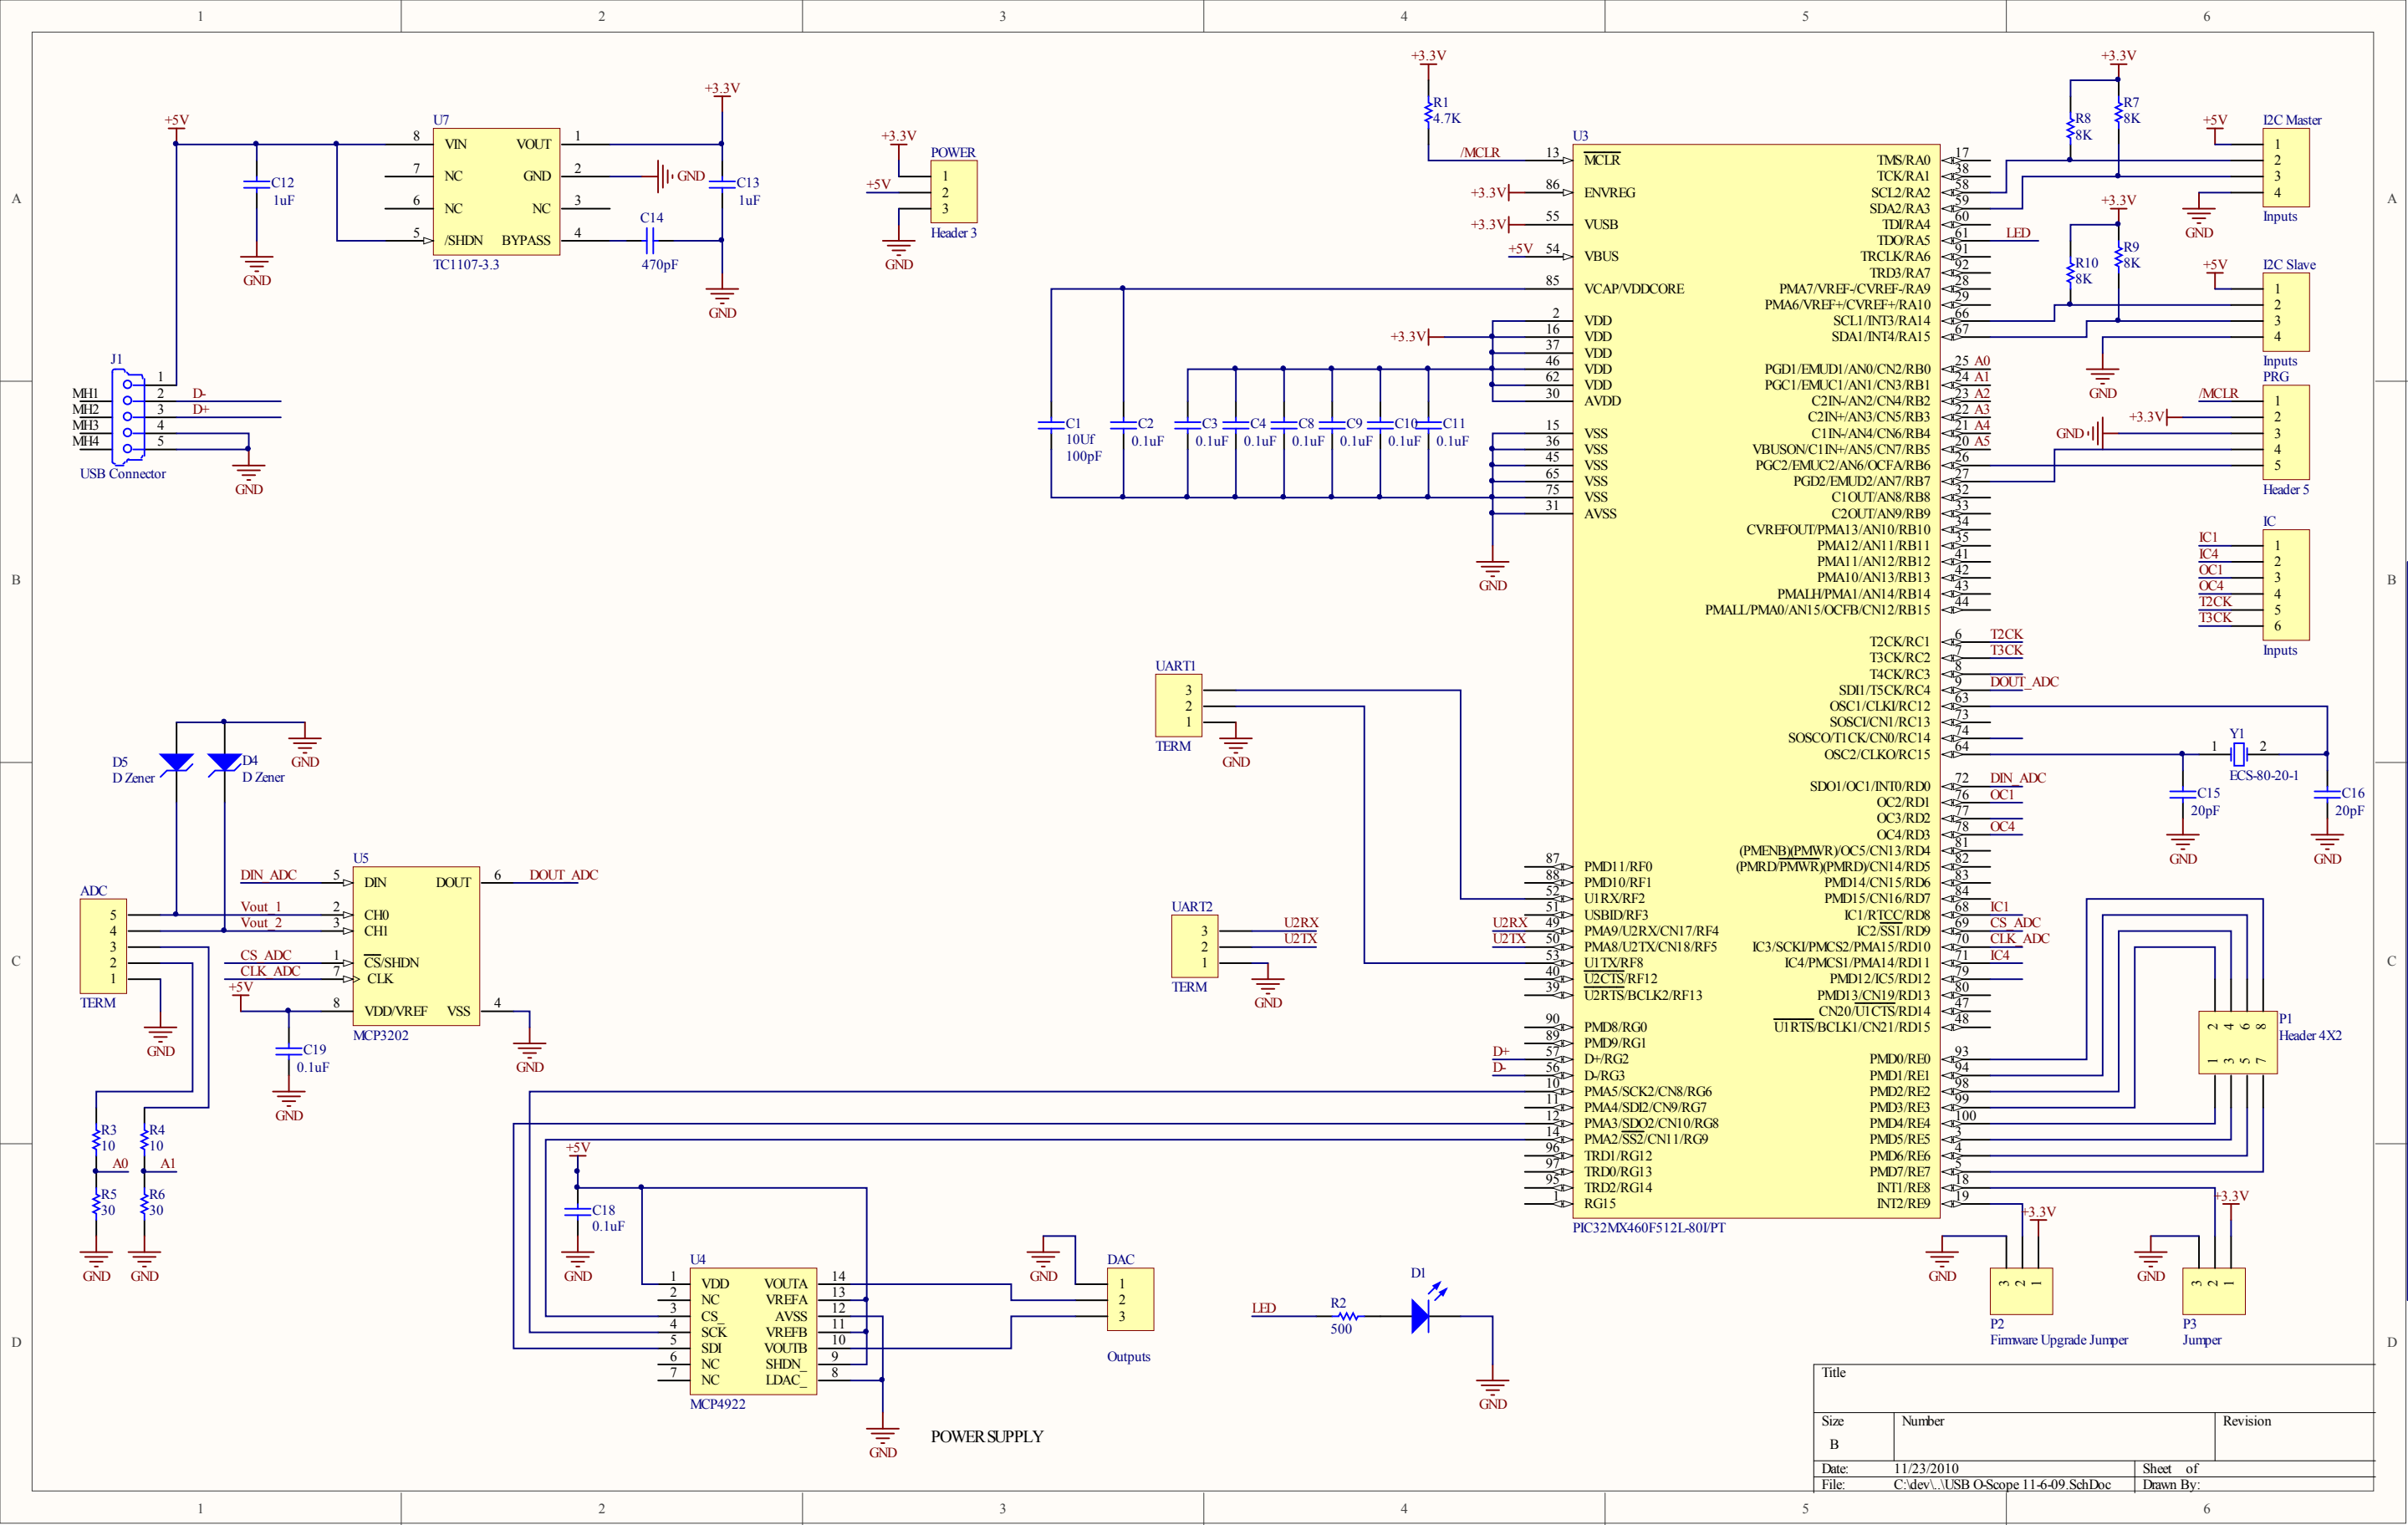 1 2 3 4 5 6
A
B
C
D
+5V
U7
8 VIN VOUT 1
7 NC GND 2
6 NC NC 3
5 /SHDN BYPASS 4
TC1107-3.3
C12
1uF
GND
+3.3V
GND
C13
1uF
C14
470pF
GND
+3.3V
+5V
POWER
1
2
3
Header 3
GND
J1
1
MH1 2 D-
MH2 3 D+
MH3 4
MH4 5
USB Connector
GND
+3.3V
R1
4.7K
/MCLR
+3.3V
+3.3V
+5V
+3.3V
C1
10Uf
100pF
C2
0.1uF
C3
0.1uF
C4
0.1uF
C8
0.1uF
C9
0.1uF
C10
0.1uF
C11
0.1uF
GND
U3
13 MCLR
86 ENVREG
55 VUSB
54 VBUS
85 VCAP/VDDCORE
2 VDD
16 VDD
37 VDD
46 VDD
62 VDD
30 AVDD
15 VSS
36 VSS
45 VSS
65 VSS
75 VSS
31 AVSS
87 PMD11/RF0
88 PMD10/RF1
52 U1RX/RF2
51 USBID/RF3
U2RX 49 PMA9/U2RX/CN17/RF4
U2TX 50 PMA8/U2TX/CN18/RF5
53 U1TX/RF8
40 U2CTS/RF12
39 U2RTS/BCLK2/RF13
90 PMD8/RG0
89 PMD9/RG1
D+ 57 D+/RG2
D- 56 D-/RG3
10 PMA5/SCK2/CN8/RG6
11 PMA4/SDI2/CN9/RG7
12 PMA3/SDO2/CN10/RG8
14 PMA2/SS2/CN11/RG9
96 TRD1/RG12
97 TRD0/RG13
95 TRD2/RG14
1 RG15
PIC32MX460F512L-80I/PT
TMS/RA0 17
TCK/RA1 38
SCL2/RA2 58
SDA2/RA3 59
TDI/RA4 60
TDO/RA5 61 LED
TRCLK/RA6 91
TRD3/RA7 92
PMA7/VREF-/CVREF-/RA9 28
PMA6/VREF+/CVREF+/RA10 29
SCL1/INT3/RA14 66
SDA1/INT4/RA15 67
PGD1/EMUD1/AN0/CN2/RB0 25 A0
PGC1/EMUC1/AN1/CN3/RB1 24 A1
C2IN-/AN2/CN4/RB2 23 A2
C2IN+/AN3/CN5/RB3 22 A3
C1IN-/AN4/CN6/RB4 21 A4
VBUSON/C1IN+/AN5/CN7/RB5 20 A5
PGC2/EMUC2/AN6/OCFA/RB6 26
PGD2/EMUD2/AN7/RB7 27
C1OUT/AN8/RB8 32
C2OUT/AN9/RB9 33
CVREFOUT/PMA13/AN10/RB10 34
PMA12/AN11/RB11 35
PMA11/AN12/RB12 41
PMA10/AN13/RB13 42
PMALH/PMA1/AN14/RB14 43
PMALL/PMA0/AN15/OCFB/CN12/RB15 44
T2CK/RC1 6 T2CK
T3CK/RC2 7 T3CK
T4CK/RC3 8
SDI1/T5CK/RC4 9 DOUT_ADC
OSC1/CLKI/RC12 63
SOSCI/CN1/RC13 73
SOSCO/T1CK/CN0/RC14 74
OSC2/CLKO/RC15 64
SDO1/OC1/INT0/RD0 72 DIN_ADC
OC2/RD1 76 OC1
OC3/RD2 77
OC4/RD3 78 OC4
(PMENB)(PMWR)/OC5/CN13/RD4 81
(PMRD/PMWR)(PMRD)/CN14/RD5 82
PMD14/CN15/RD6 83
PMD15/CN16/RD7 84
IC1/RTCC/RD8 68 IC1
IC2/SS1/RD9 69 CS_ADC
IC3/SCKI/PMCS2/PMA15/RD10 70 CLK_ADC
IC4/PMCS1/PMA14/RD11 71 IC4
PMD12/IC5/RD12 79
PMD13/CN19/RD13 80
CN20/U1CTS/RD14 47
U1RTS/BCLK1/CN21/RD15 48
PMD0/RE0 93
PMD1/RE1 94
PMD2/RE2 98
PMD3/RE3 99
PMD4/RE4 100
PMD5/RE5 3
PMD6/RE6 4
PMD7/RE7 5
INT1/RE8 18
INT2/RE9 19
+3.3V
R8
8K
R7
8K
+5V
I2C Master
1
2
3
4
GND
Inputs
+3.3V
R10
8K
R9
8K
+5V
I2C Slave
1
2
3
4
GND
Inputs
PRG
/MCLR 1
+3.3V 2
GND 3
4
5
Header 5
IC
IC1 1
IC4 2
OC1 3
OC4 4
T2CK 5
T3CK 6
Inputs
Y1
1 2
ECS-80-20-1
C15
20pF
GND
C16
20pF
GND
UART1
3
2
1
TERM
GND
UART2
3 U2RX
2 U2TX
1
TERM
GND
D5
D Zener
D4
D Zener
GND
ADC
5
4
3
2
1
TERM
GND
U5
DIN_ADC 5 DIN DOUT 6 DOUT_ADC
Vout_1 2 CH0
Vout_2 3 CH1
CS_ADC 1 CS/SHDN
CLK_ADC 7 CLK
+5V 8 VDD/VREF VSS 4
MCP3202
C19
0.1uF
GND
GND
R3
10
R4
10
A0 A1
R5
30
R6
30
GND GND
+5V
C18
0.1uF
GND
U4
1 VDD VOUTA 14
2 NC VREFA 13
3 CS_ AVSS 12
4 SCK VREFB 11
5 SDI VOUTB 10
6 NC SHDN_ 9
7 NC LDAC_ 8
MCP4922
GND
GND
DAC
1
2
3
Outputs
POWER SUPPLY
LED
R2
500
D1
GND
P1
Header 4X2
2 4 6 8
1 3 5 7
GND
+3.3V
3 2 1
P2
Firmware Upgrade Jumper
GND
+3.3V
3 2 1
P3
Jumper
Title
Size Number Revision
B
Date: 11/23/2010 Sheet of
File: C:\dev\..\USB O-Scope 11-6-09.SchDoc Drawn By:
A
B
C
D
1 2 3 4 5 6